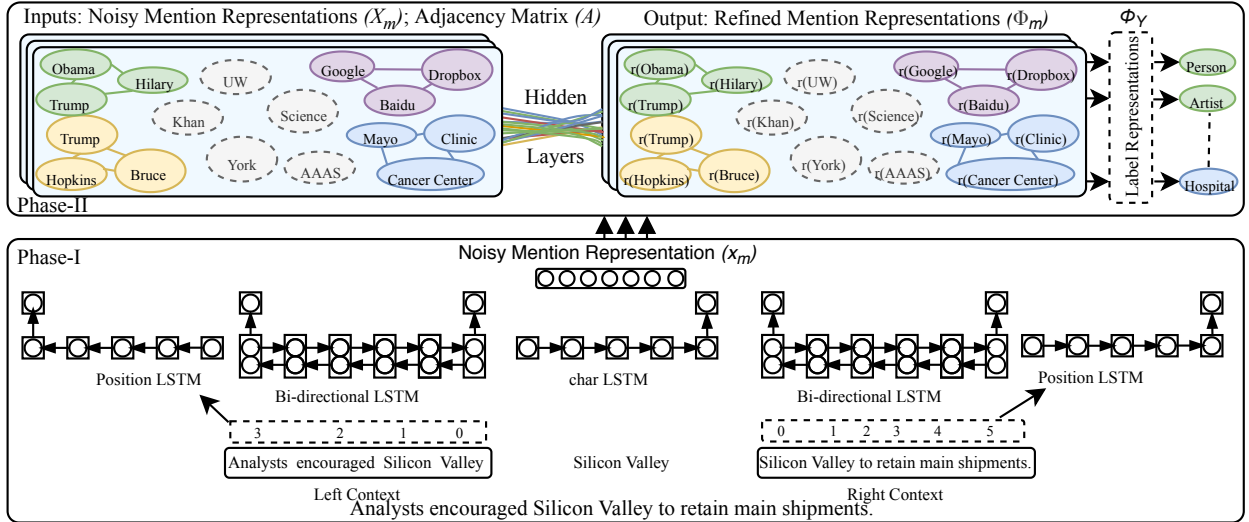 Inputs: Noisy Mention Representations (Xm); Adjacency Matrix (A)
Output: Refined Mention Representations (Φm)
ΦY
Obama
Hilary
Trump
UW
Google
Dropbox
Baidu
Khan
Science
Trump
Hopkins
Bruce
York
AAAS
Mayo
Clinic
Cancer Center
Hidden
Layers
r(Obama)
r(Hilary)
r(Trump)
r(UW)
r(Google)
r(Dropbox)
r(Baidu)
r(Khan)
r(Science)
r(Trump)
r(Hopkins)
r(Bruce)
r(York)
r(AAAS)
r(Mayo)
r(Clinic)
r(Cancer Center)
Label Representations
Person
Artist
Hospital
Phase-II
Phase-I
Noisy Mention Representation (xm)
Position LSTM
Bi-directional LSTM
char LSTM
Bi-directional LSTM
Position LSTM
3 2 1 0
0 1 2 3 4 5
Analysts encouraged Silicon Valley
Silicon Valley
Silicon Valley to retain main shipments.
Left Context
Right Context
Analysts encouraged Silicon Valley to retain main shipments.